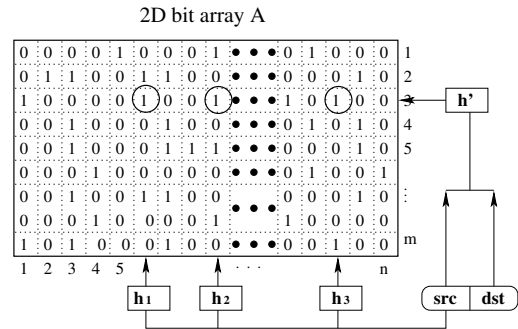 2D bit array A
0 0 0 0 1 0 0 0 1 • • • 0 1 0 0 0 1
0 1 1 0 0 1 1 0 0 • • • 0 0 0 1 0 2
1 0 0 0 0 1 0 0 1 • • • 1 0 1 0 0 3
h'
0 0 1 0 0 0 1 0 0 • • • 0 1 0 1 0 4
0 0 1 0 0 0 1 1 1 • • • 0 0 0 1 0 5
0 0 0 1 0 0 0 0 0 • • • 0 1 0 0 1
0 0 1 0 0 1 1 0 0 0 0 0 1 0 :
0 0 0 1 0 0 0 0 1 • • • 1 0 0 0 0 :
1 0 1 0 0 0 1 0 0 • • • 0 0 1 0 0 m
1 2 3 4 5 . . . n
h1 h2 h3 src dst